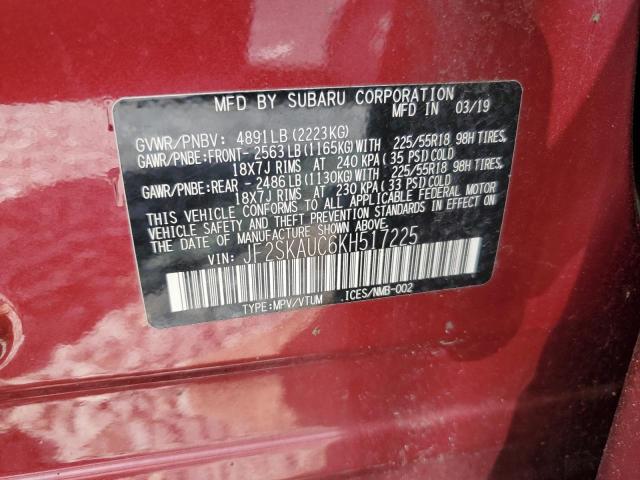 MFD BY SUBARU CORPORATION MFD IN 03/19
GVWR/PNBV: 4891LB(2223KG)
GAWR/PNBE:FRONT- 2563LB(1165KG)WITH 225/55R18 98H TIRES,
18X7J RIMS AT 240 KPA(35 PSI)COLD
GAWR/PNBE:REAR - 2486LB(1130KG)WITH 225/55R18 98H TIRES,
18X7J RIMS AT 230 KPA(33 PSI)COLD
THIS VEHICLE CONFORMS TO ALL APPLICABLE FEDERAL MOTOR
VEHICLE SAFETY AND THEFT PREVENTION STANDARDS IN EFFECT
ON THE DATE OF MANUFACTURE SHOWN ABOVE.
VIN: JF2SKAUC6KH517225
TYPE:MPV/VTUM ICES/NMB-002